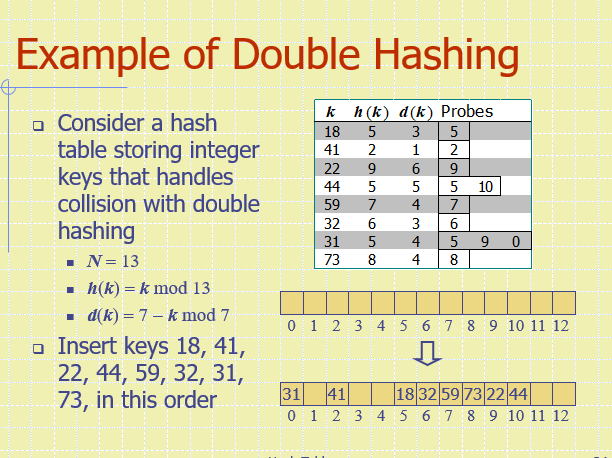 Example of Double Hashing
Consider a hash
table storing integer
keys that handles
collision with double
hashing
N = 13
h(k) = k mod 13
d(k) = 7 – k mod 7
Insert keys 18, 41,
22, 44, 59, 32, 31,
73, in this order
k h(k) d(k) Probes
18 5 3 5
41 2 1 2
22 9 6 9
44 5 5 5 10
59 7 4 7
32 6 3 6
31 5 4 5 9 0
73 8 4 8
0 1 2 3 4 5 6 7 8 9 10 11 12
31 41 18 32 59 73 22 44
0 1 2 3 4 5 6 7 8 9 10 11 12